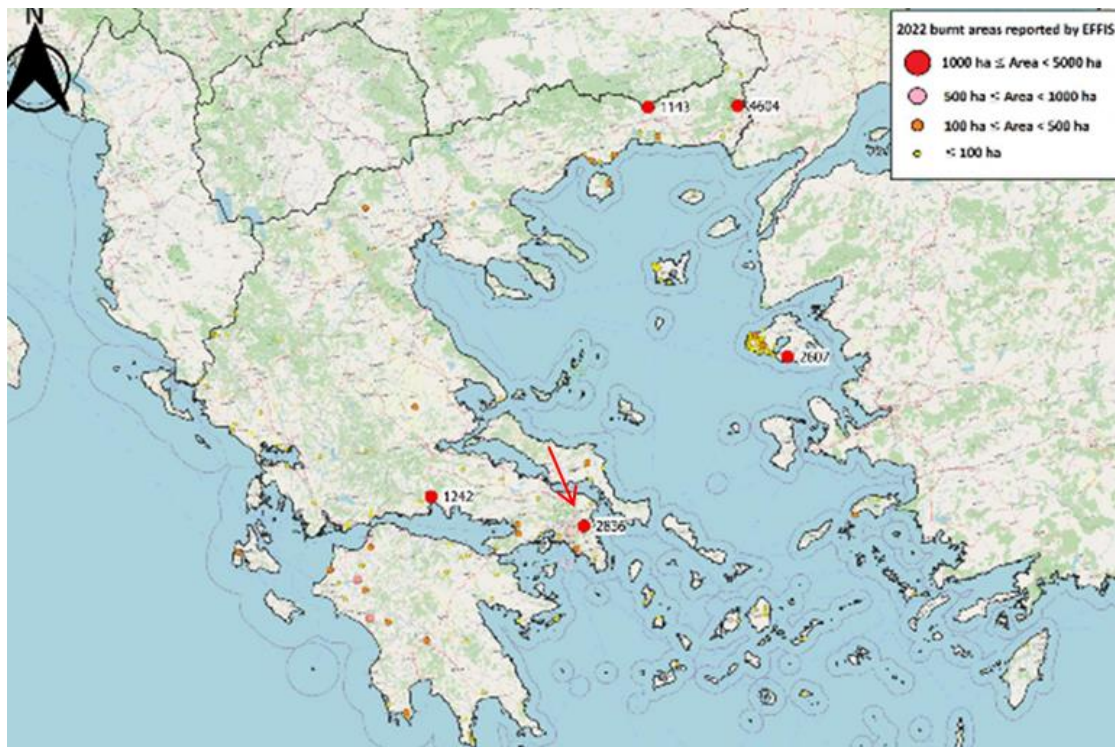 N
2022 burnt areas reported by EFFIS
1000 ha ≤ Area < 5000 ha
500 ha ≤ Area < 1000 ha
100 ha ≤ Area < 500 ha
≤ 100 ha
1143
4604
2607
1242
2836